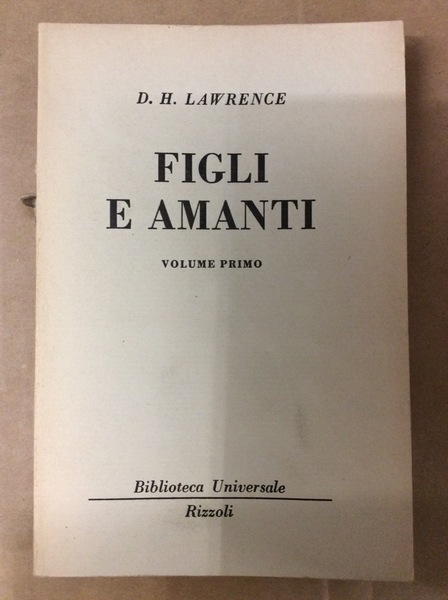 D. H. LAWRENCE
FIGLI
E AMANTI
VOLUME PRIMO
Biblioteca Universale
Rizzoli